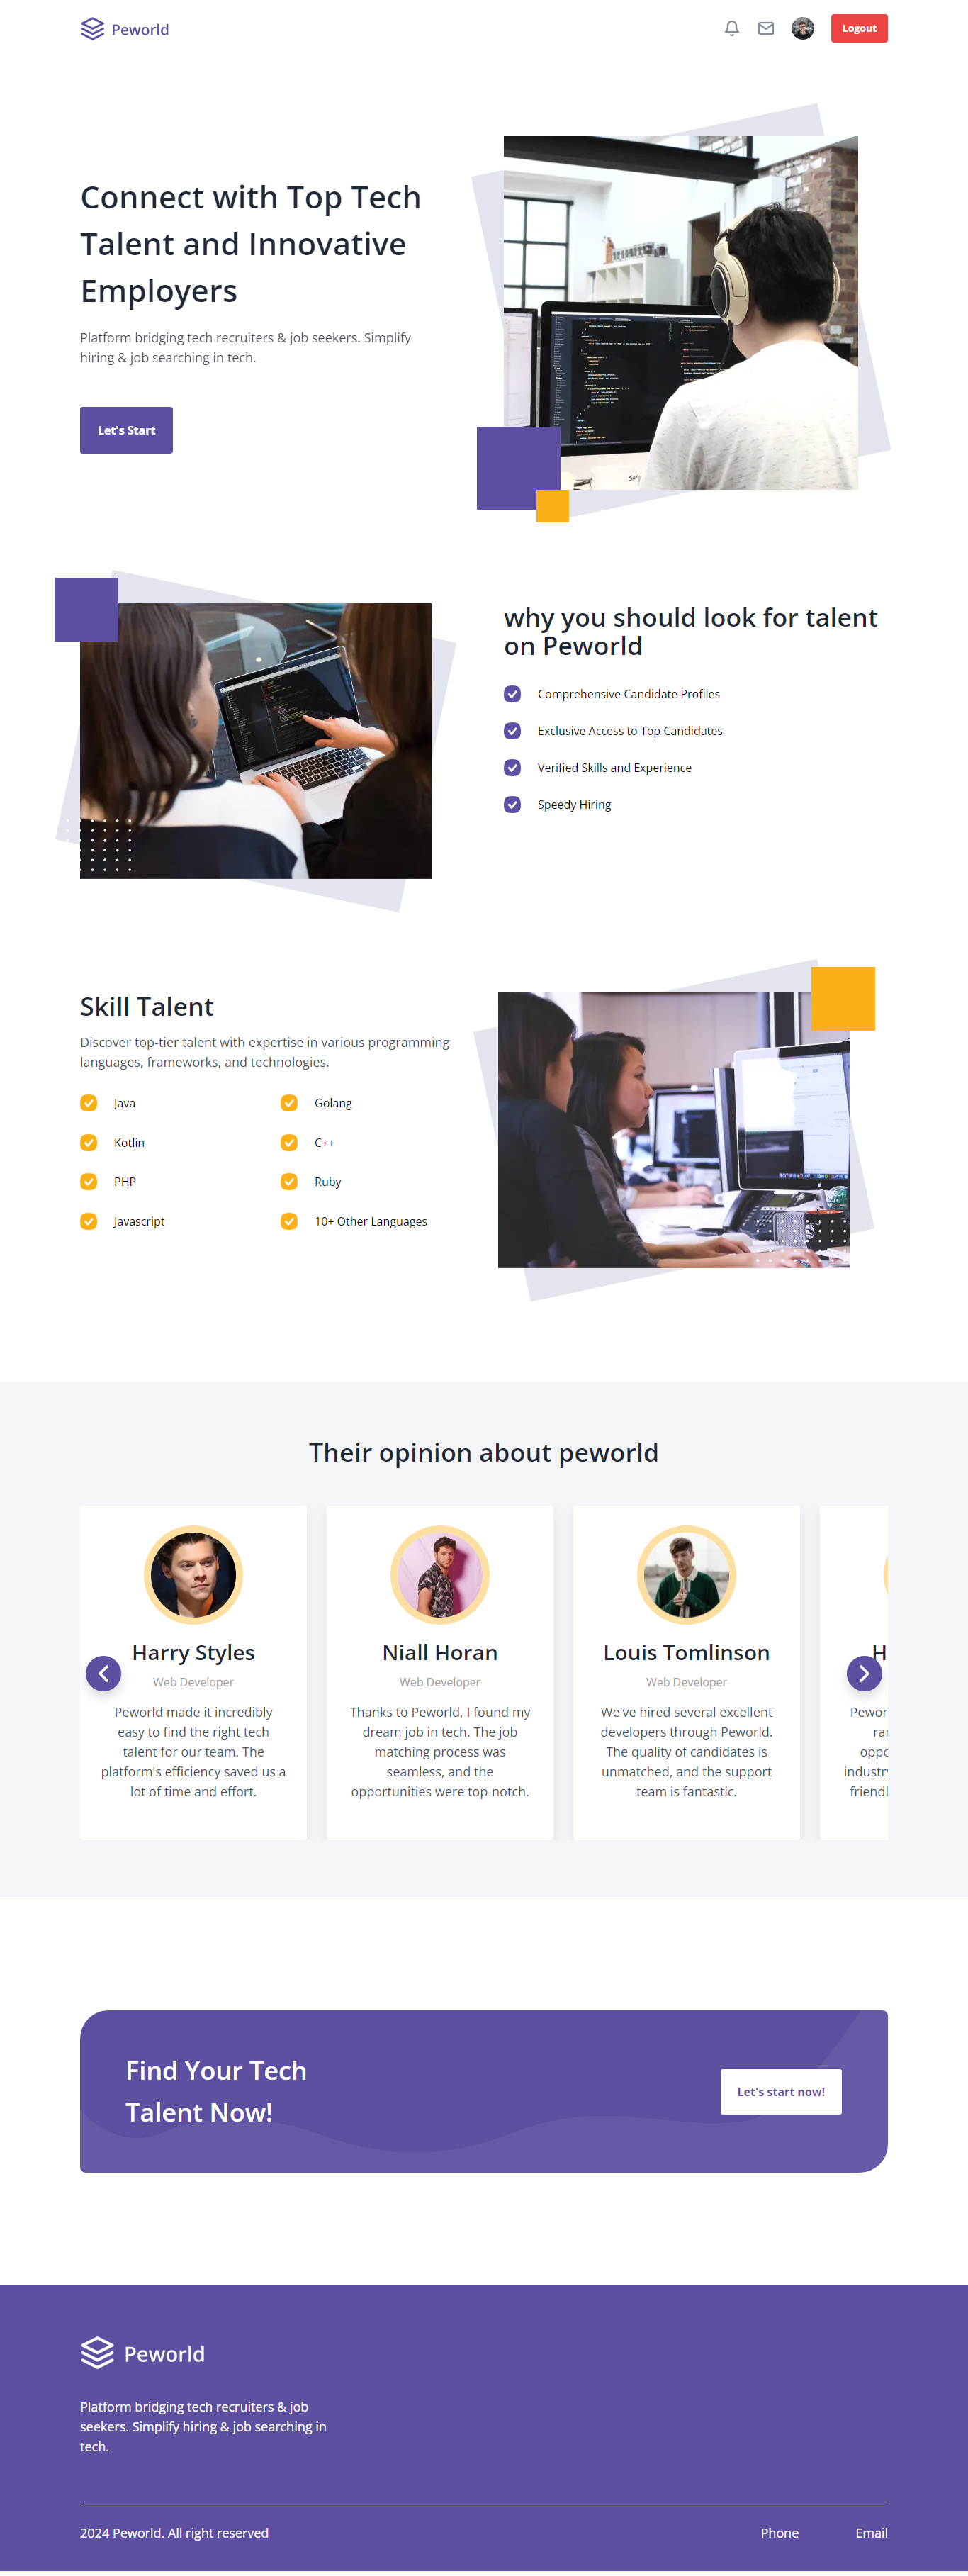 Peworld
Logout
Connect with Top Tech
Talent and Innovative
Employers
Platform bridging tech recruiters & job seekers. Simplify
hiring & job searching in tech.
Let's Start
why you should look for talent
on Peworld
Comprehensive Candidate Profiles
Exclusive Access to Top Candidates
Verified Skills and Experience
Speedy Hiring
Skill Talent
Discover top-tier talent with expertise in various programming
languages, frameworks, and technologies.
Java
Golang
Kotlin
C++
PHP
Ruby
Javascript
10+ Other Languages
Their opinion about peworld
Harry Styles
Web Developer
Peworld made it incredibly
easy to find the right tech
talent for our team. The
platform's efficiency saved us a
lot of time and effort.
Niall Horan
Web Developer
Thanks to Peworld, I found my
dream job in tech. The job
matching process was
seamless, and the
opportunities were top-notch.
Louis Tomlinson
Web Developer
We've hired several excellent
developers through Peworld.
The quality of candidates is
unmatched, and the support
team is fantastic.
Find Your Tech
Talent Now!
Let's start now!
Peworld
Platform bridging tech recruiters & job
seekers. Simplify hiring & job searching in
tech.
2024 Peworld. All right reserved
Phone
Email